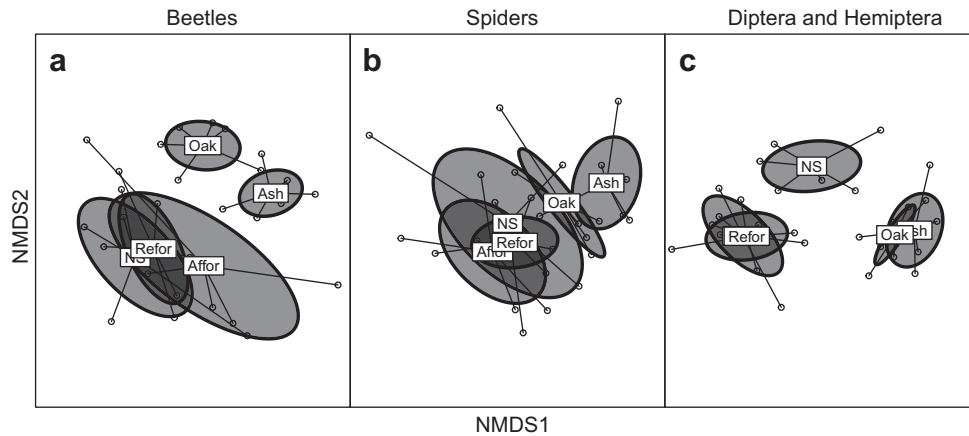 Beetles Spiders Diptera and Hemiptera
a b c
Oak
Ash
Refor
Affor
Ash
Oak
NS
Refor
Affor
NS
Refor
Oak
NMDS2
NMDS1